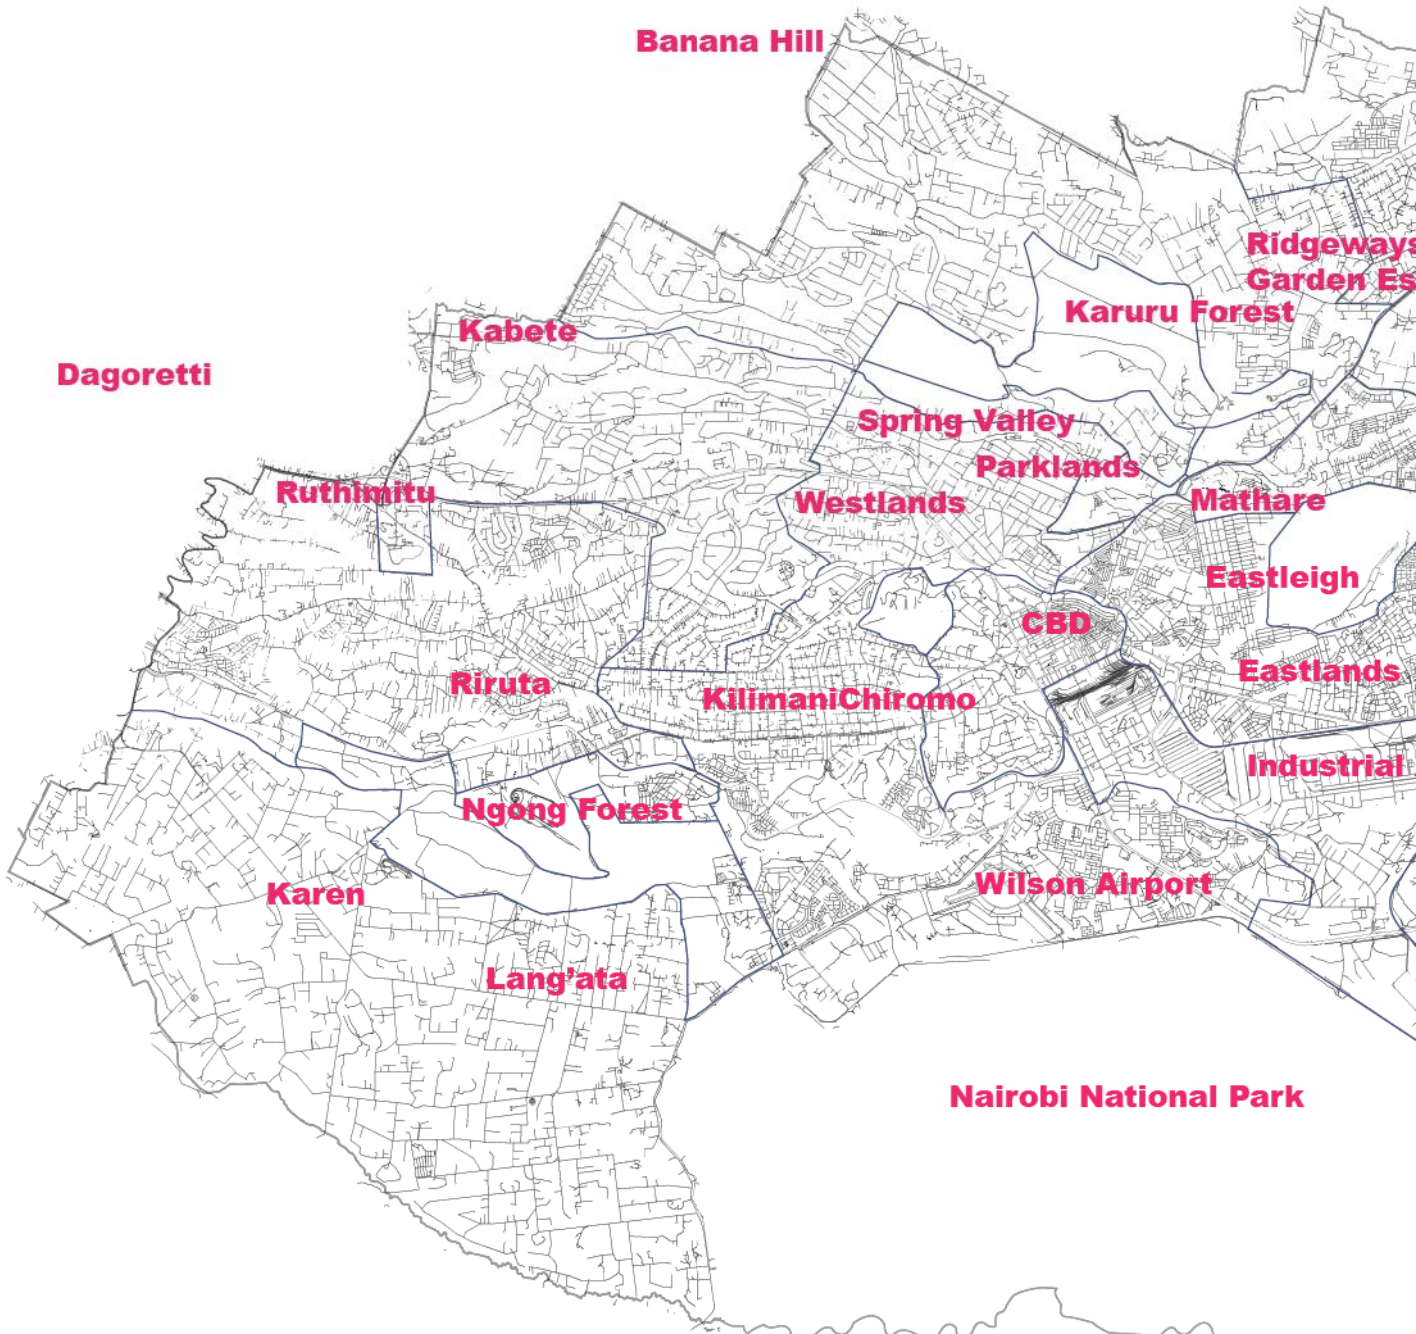 Banana Hill
Ridgeways
Garden Es
Karuru Forest
Kabete
Dagoretti
Spring Valley
Parklands
Ruthimitu
Westlands
Mathare
Eastleigh
CBD
Eastlands
Riruta
KilimaniChiromo
Industrial
Ngong Forest
Karen
Wilson Airport
Lang’ata
Nairobi National Park